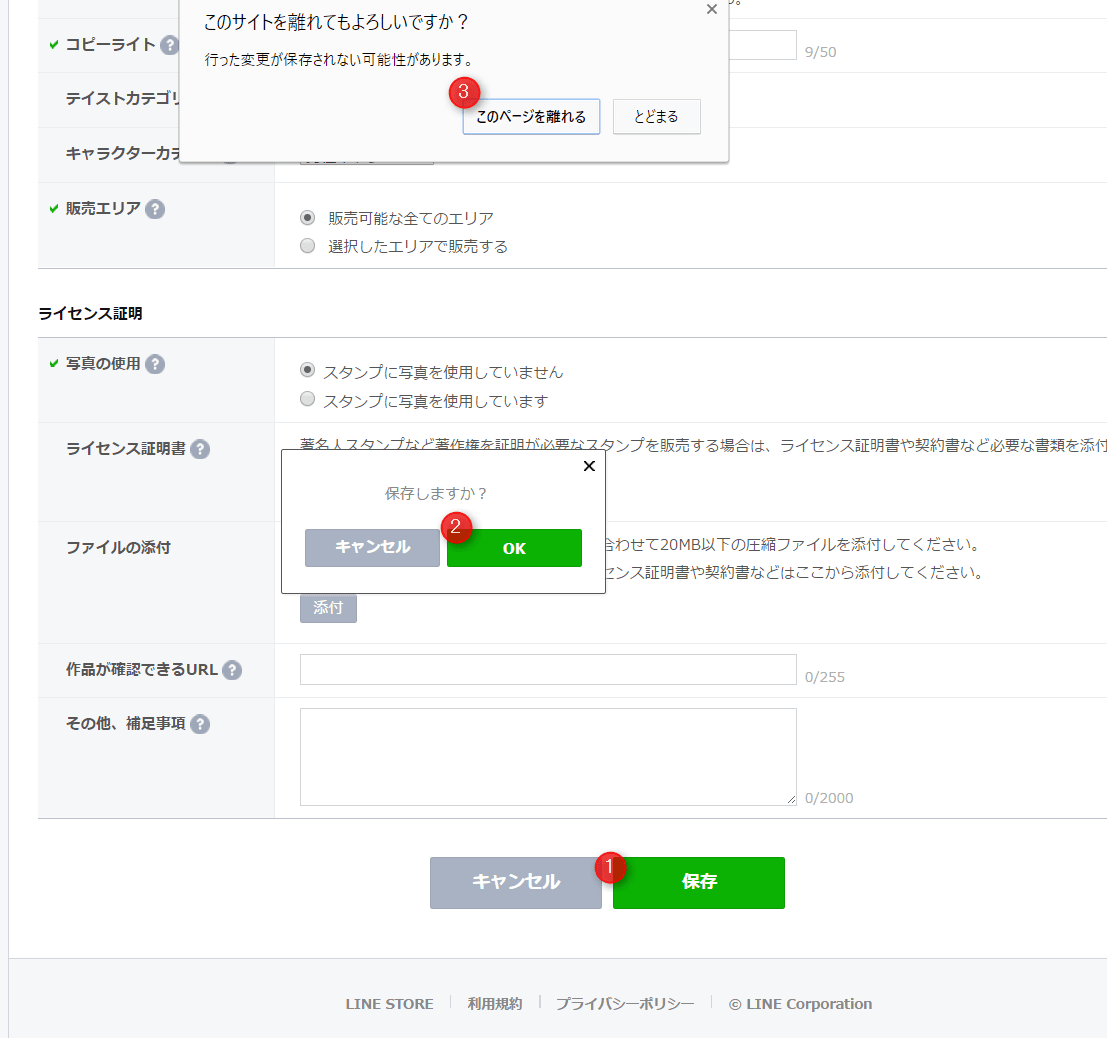 このサイトを離れてもよろしいですか？
行った変更が保存されない可能性があります。
コピーライト ?
9/50
3
このページを離れる とどまる
テイストカテゴリ
キャラクターカテ
販売エリア ?
販売可能な全てのエリア
選択したエリアで販売する
ライセンス証明
写真の使用 ?
スタンプに写真を使用していません
スタンプに写真を使用しています
ライセンス証明書 ?
著名人スタンプなど著作権を証明が必要なスタンプを販売する場合は、ライセンス証明書や契約書など必要な書類を添付
保存しますか？
2
キャンセル OK
ファイルの添付
合わせて20MB以下の圧縮ファイルを添付してください。
センス証明書や契約書などはここから添付してください。
添付
作品が確認できるURL ?
0/255
その他、補足事項 ?
0/2000
1
キャンセル 保存
LINE STORE 利用規約 プライバシーポリシー © LINE Corporation